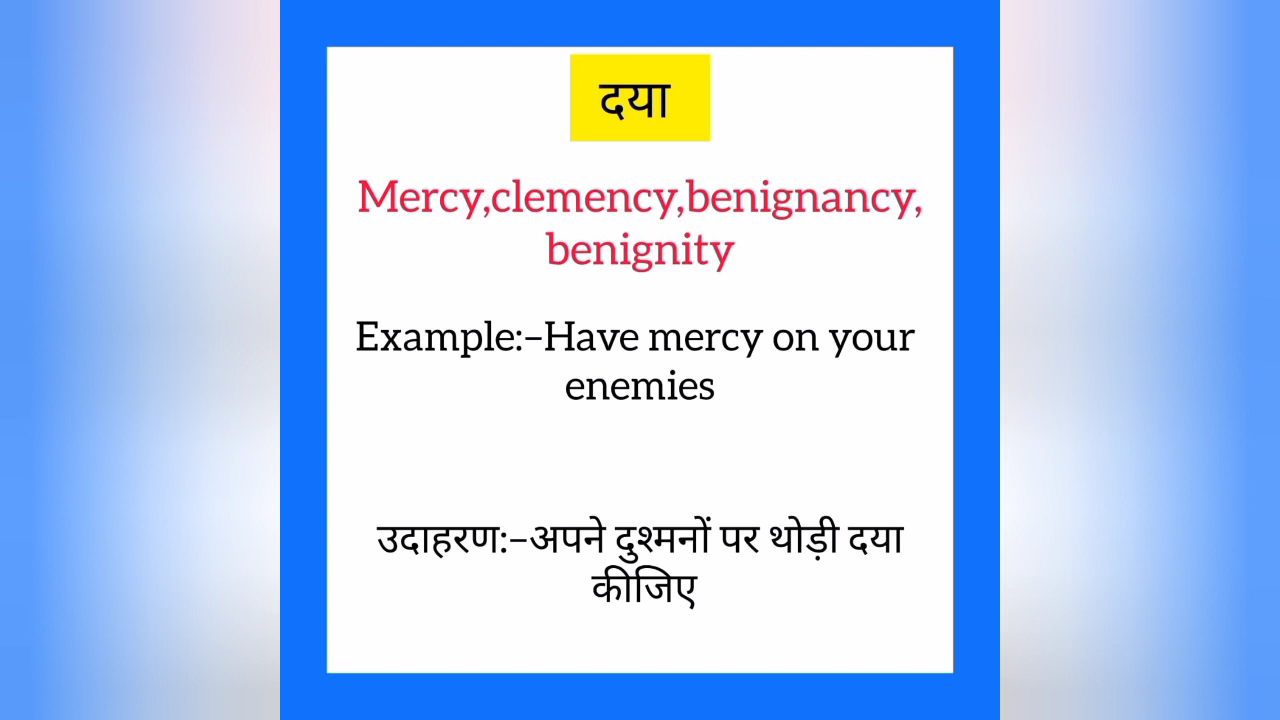 दया
Mercy,clemency,benignancy,
benignity
Example:–Have mercy on your
enemies
उदाहरण:–अपने दुश्मनों पर थोड़ी दया
कीजिए